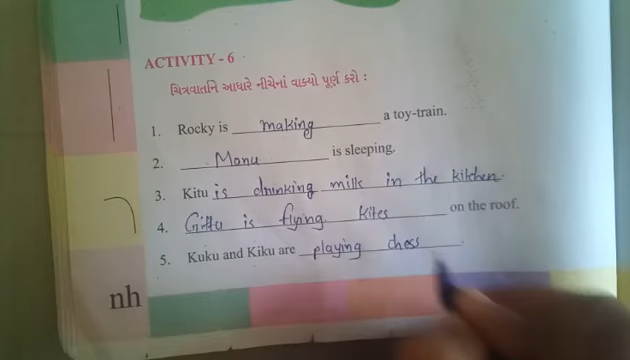 ACTIVITY - 6
ચિત્રવાર્તાને આધારે નીચેનાં વાક્યો પૂર્ણ કરો :
1. Rocky is making a toy-train.
2. Monu is sleeping.
3. Kitu is drinking milk in the kitchen.
4. is flying kites on the roof.
5. Kuku and Kiku are playing chess.
nh